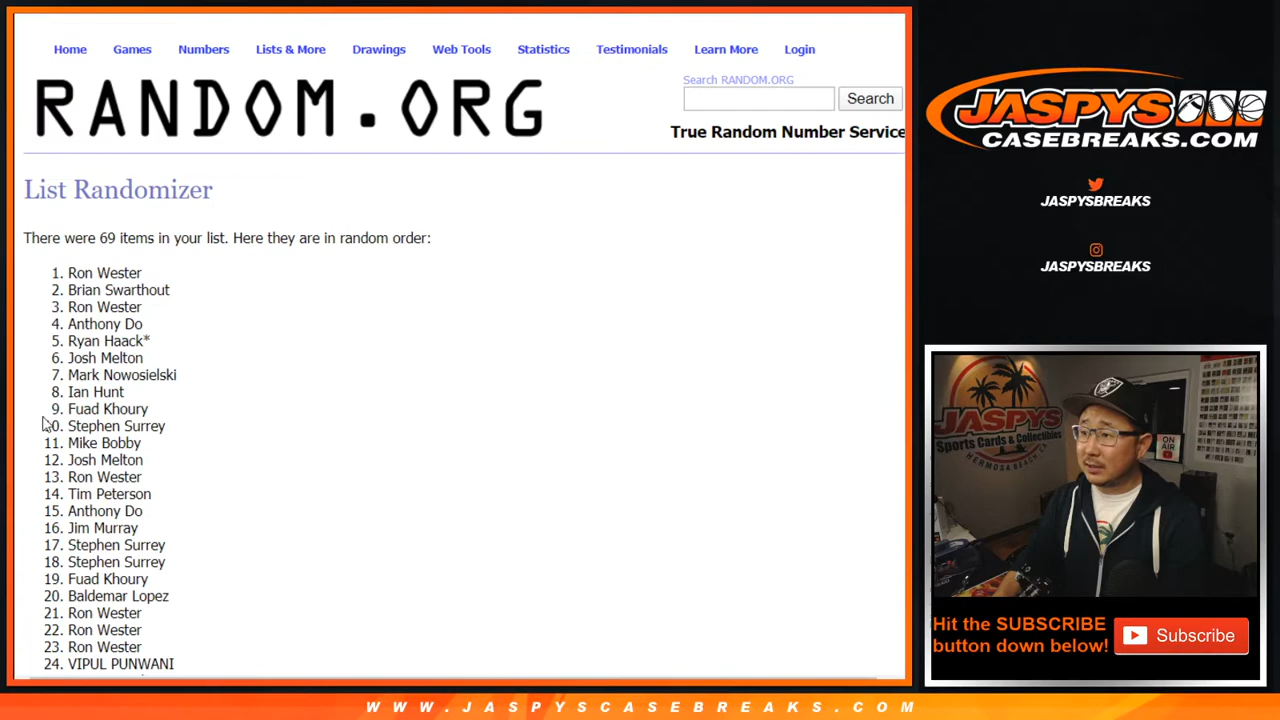 Home Games Numbers Lists & More Drawings Web Tools Statistics Testimonials Learn More Login
RANDOM.ORG
Search RANDOM.ORG
Search
True Random Number Service
List Randomizer
There were 69 items in your list. Here they are in random order:
1. Ron Wester
2. Brian Swarthout
3. Ron Wester
4. Anthony Do
5. Ryan Haack*
6. Josh Melton
7. Mark Nowosielski
8. Ian Hunt
9. Fuad Khoury
10. Stephen Surrey
11. Mike Bobby
12. Josh Melton
13. Ron Wester
14. Tim Peterson
15. Anthony Do
16. Jim Murray
17. Stephen Surrey
18. Stephen Surrey
19. Fuad Khoury
20. Baldemar Lopez
21. Ron Wester
22. Ron Wester
23. Ron Wester
24. VIPUL PUNWANI
JASPYS
CASEBREAKS.COM
JASPYSBREAKS
JASPYSBREAKS
JASPYS
Sports Cards & Collectibles
HERMOSA BEACH, CA
ON AIR
Hit the SUBSCRIBE
button down below!
Subscribe
WWW.JASPYSCASEBREAKS.COM